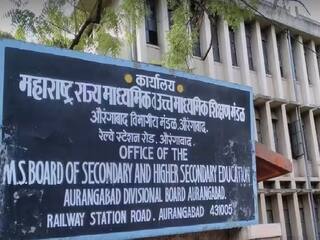 कार्यालय
महाराष्ट्र राज्य माध्यमिक व उच्च माध्यमिक शिक्षण मंडळ
औरंगाबाद विभागीय मंडळ, औरंगाबाद.
रेल्वे स्टेशन रोड, औरंगाबाद.
OFFICE OF THE
M.S. BOARD OF SECONDARY AND HIGHER SECONDARY EDUCATION
AURANGABAD DIVISIONAL BOARD AURANGABAD.
RAILWAY STATION ROAD, AURANGABAD 431005